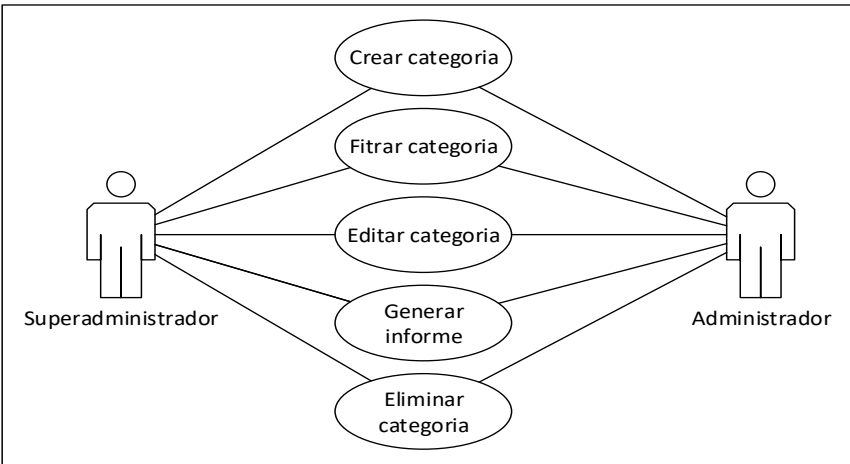 Crear categoria
Fitrar categoria
Editar categoria
Generar
informe
Eliminar
categoria
Superadministrador
Administrador